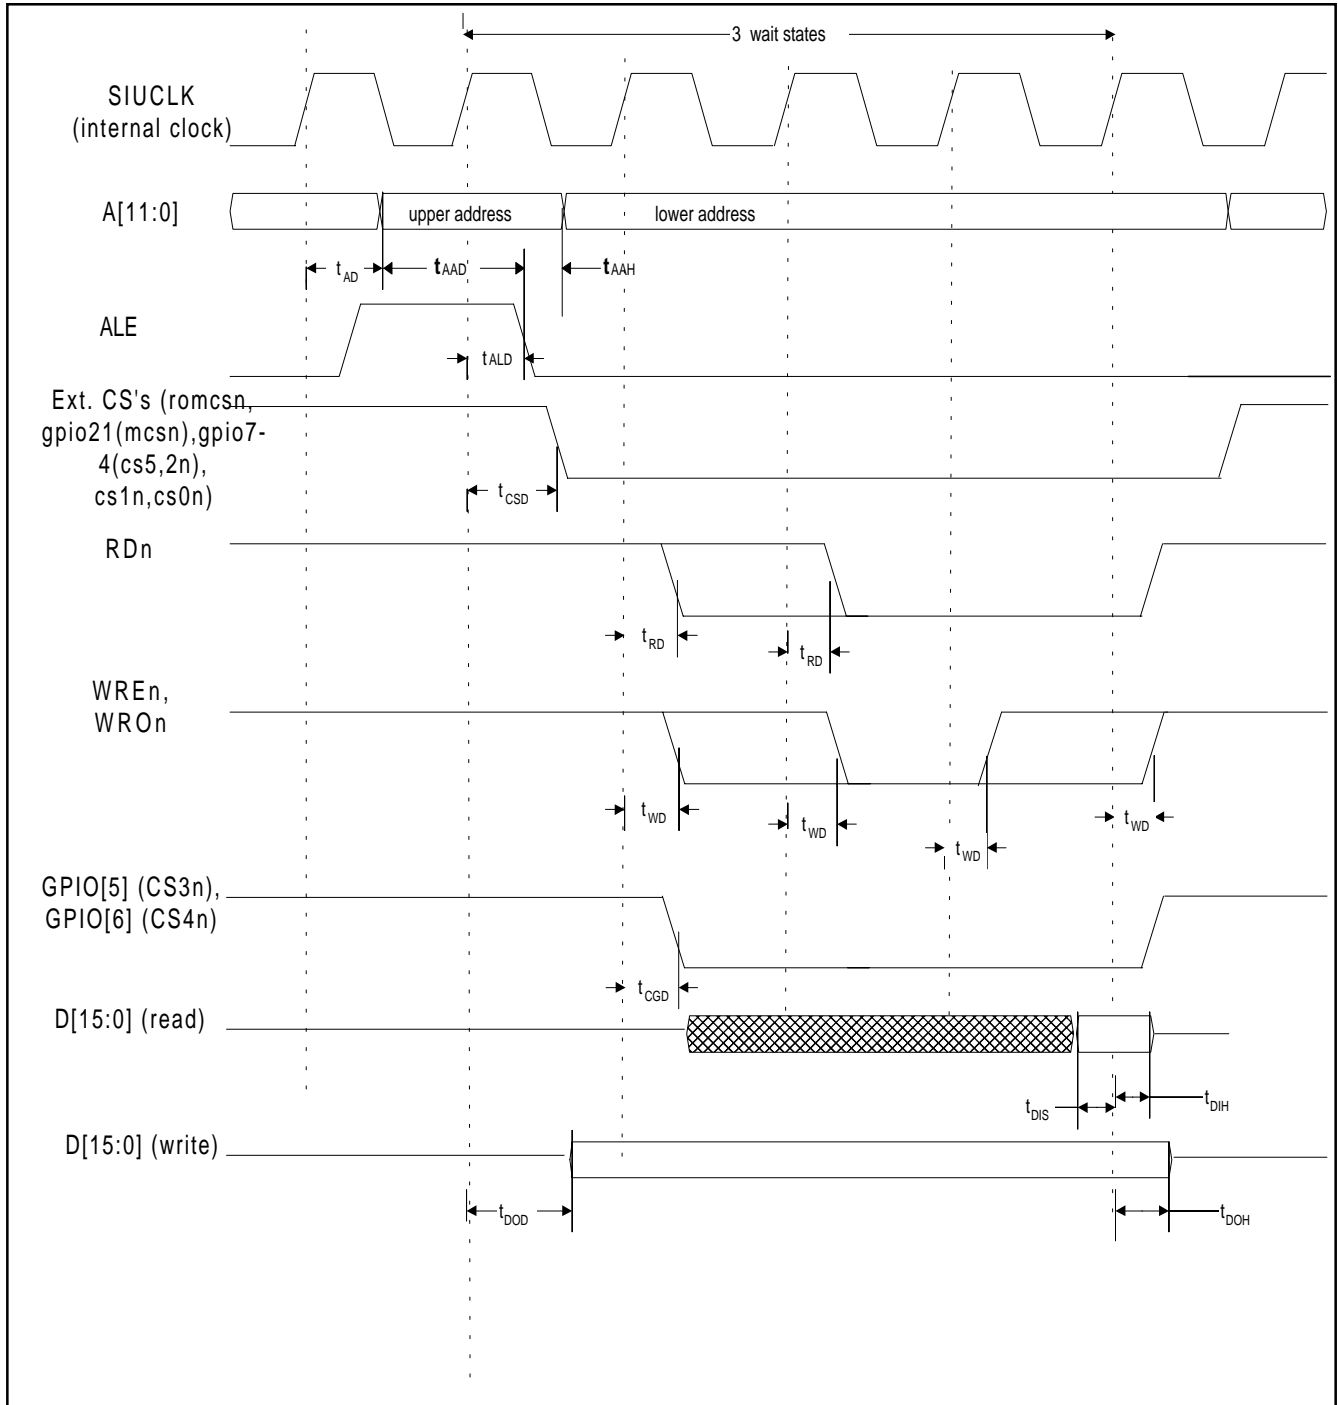 3 wait states
SIUCLK
(internal clock)
A[11:0]
upper address
lower address
tAD
tAAD
tAAH
ALE
tALD
Ext. CS's (romcsn,
gpio21(mcsn),gpio7-
4(cs5,2n),
cs1n,cs0n)
tCSD
RDn
tRD
tRD
WREn,
WROn
tWD
tWD
tWD
tWD
GPIO[5] (CS3n),
GPIO[6] (CS4n)
tCGD
D[15:0] (read)
tDIS
tDIH
D[15:0] (write)
tDOD
tDOH